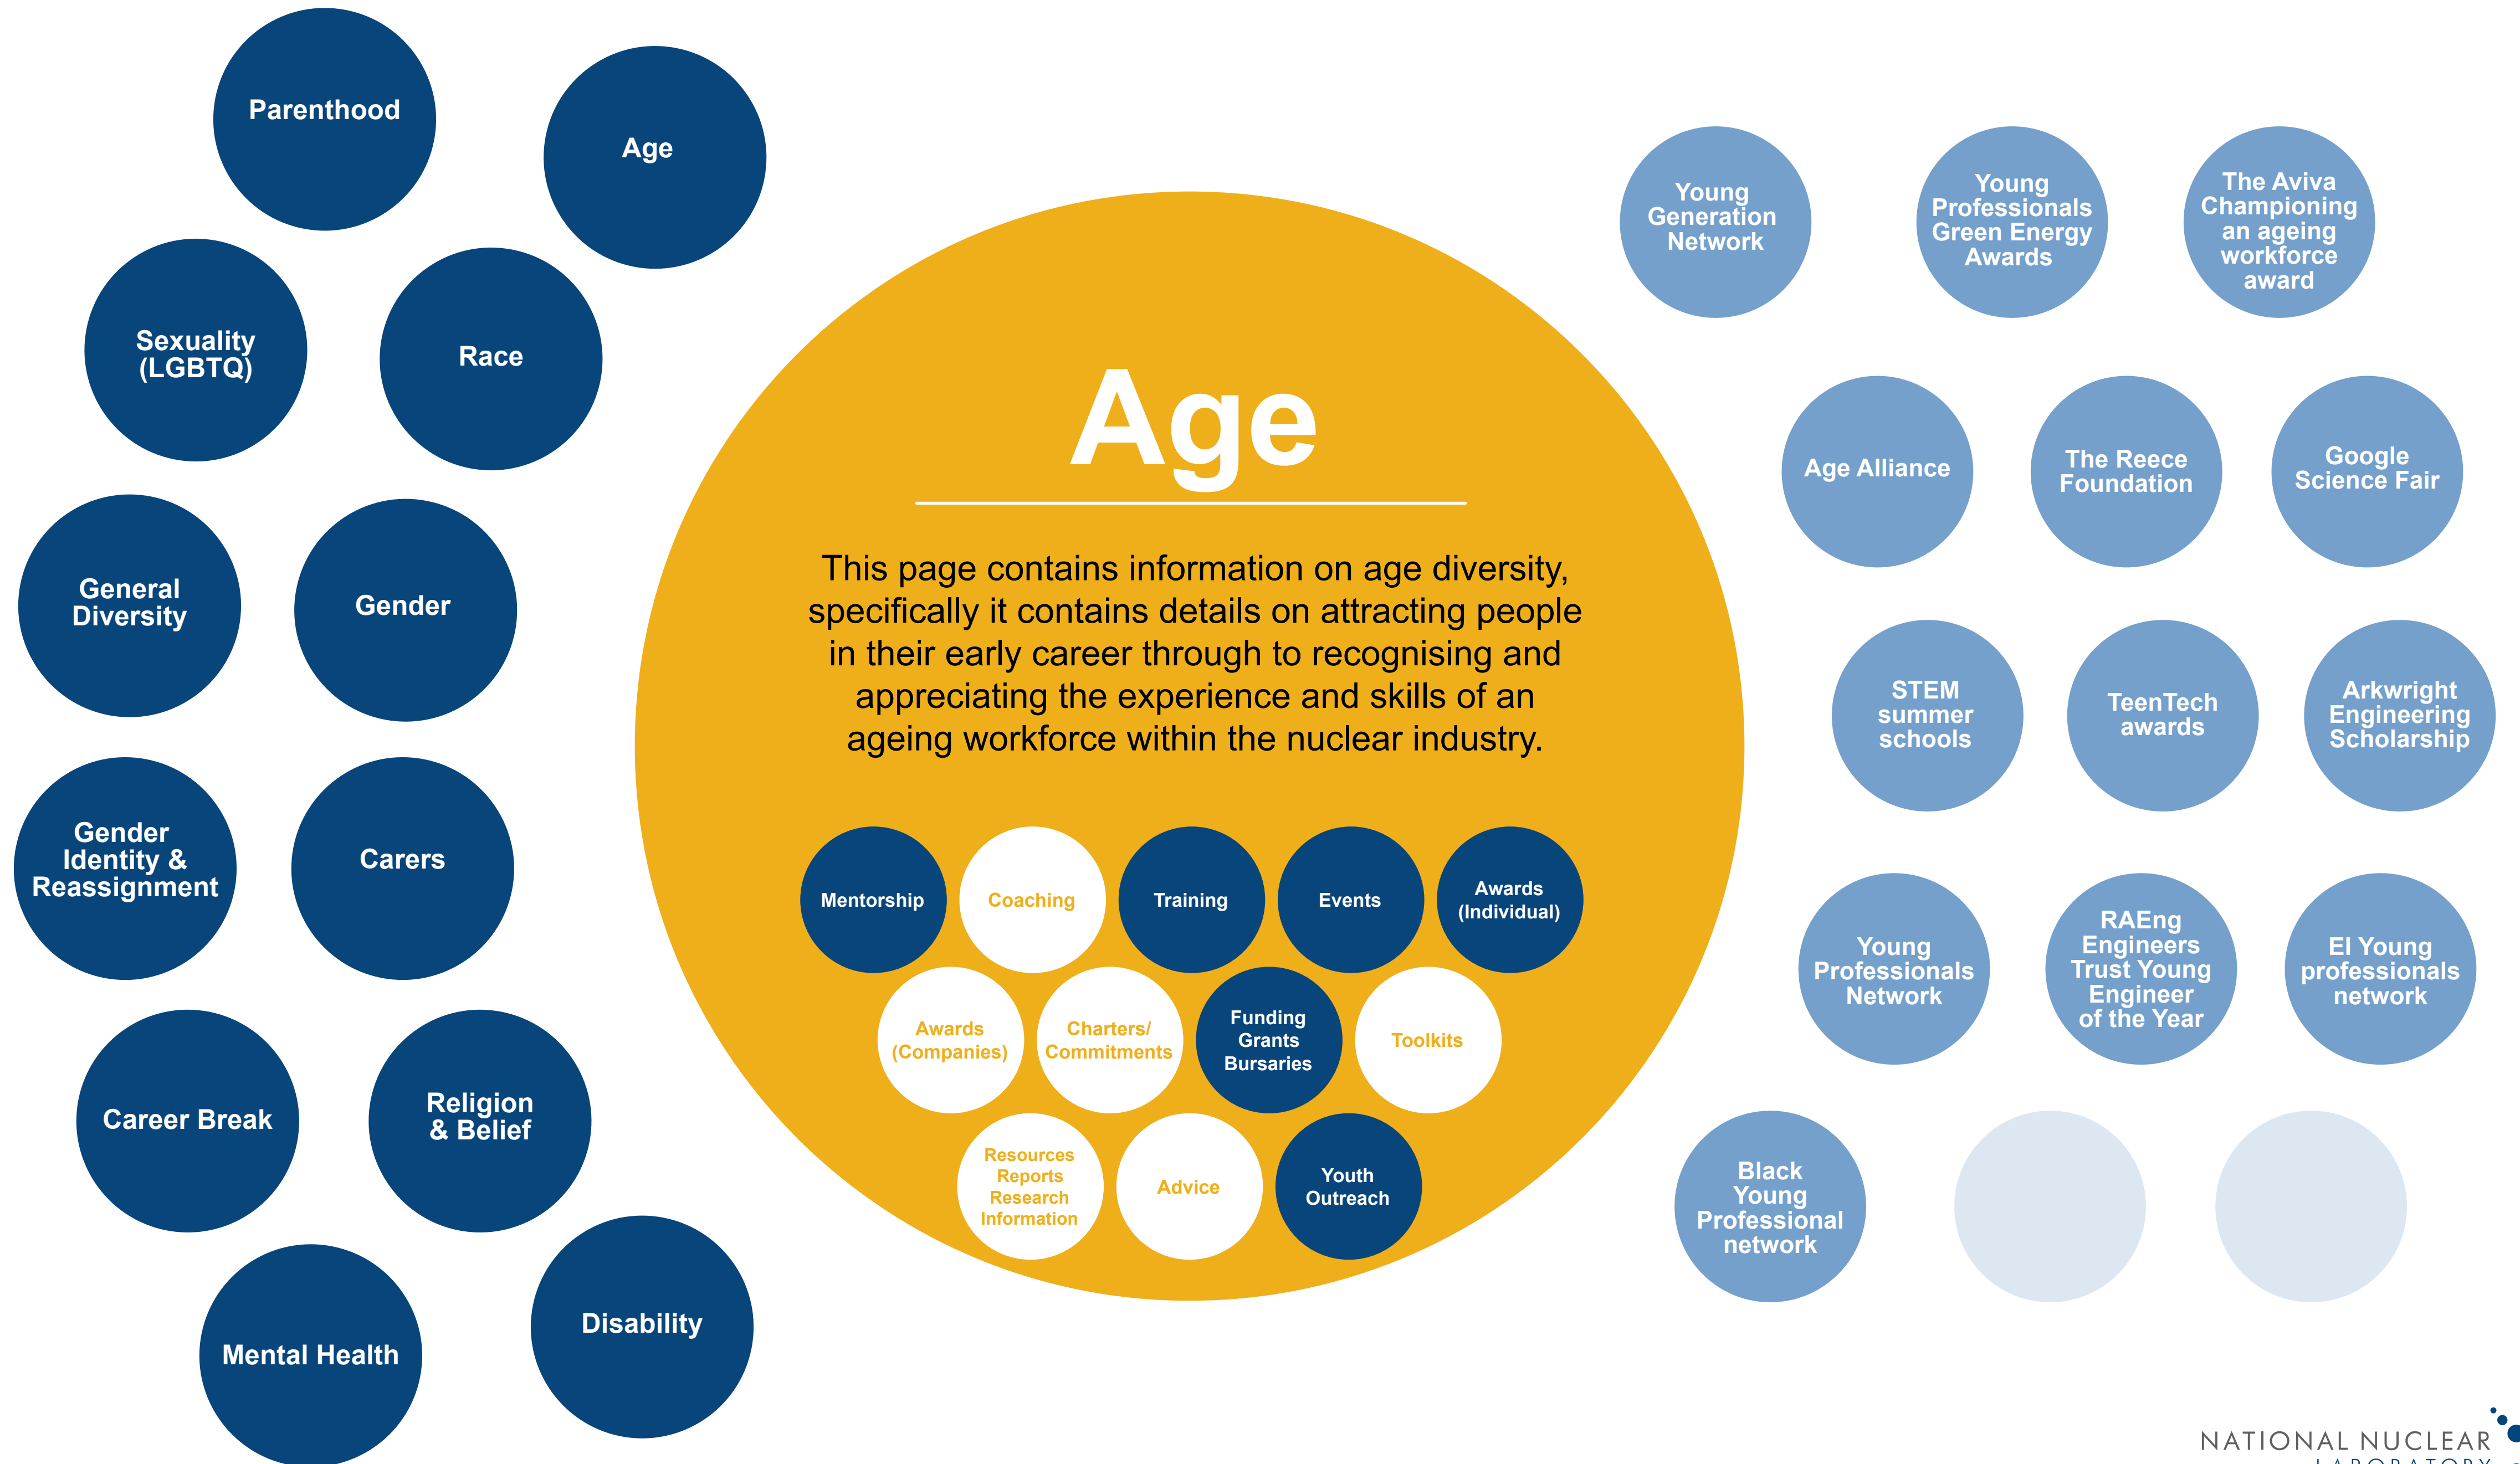 Parenthood
Age
Sexuality
(LGBTQ)
Race
General
Diversity
Gender
Gender
Identity &
Reassignment
Carers
Career Break
Religion
& Belief
Mental Health
Disability
Age
This page contains information on age diversity,
specifically it contains details on attracting people
in their early career through to recognising and
appreciating the experience and skills of an
ageing workforce within the nuclear industry.
Mentorship
Coaching
Training
Events
Awards
(Individual)
Awards
(Companies)
Charters/
Commitments
Funding
Grants
Bursaries
Toolkits
Resources
Reports
Research
Information
Advice
Youth
Outreach
Young
Generation
Network
Young
Professionals
Green Energy
Awards
The Aviva
Championing
an ageing
workforce
award
Age Alliance
The Reece
Foundation
Google
Science Fair
STEM
summer
schools
TeenTech
awards
Arkwright
Engineering
Scholarship
Young
Professionals
Network
RAEng
Engineers
Trust Young
Engineer
of the Year
EI Young
professionals
network
Black
Young
Professional
network
NATIONAL NUCLEAR
LABORATORY